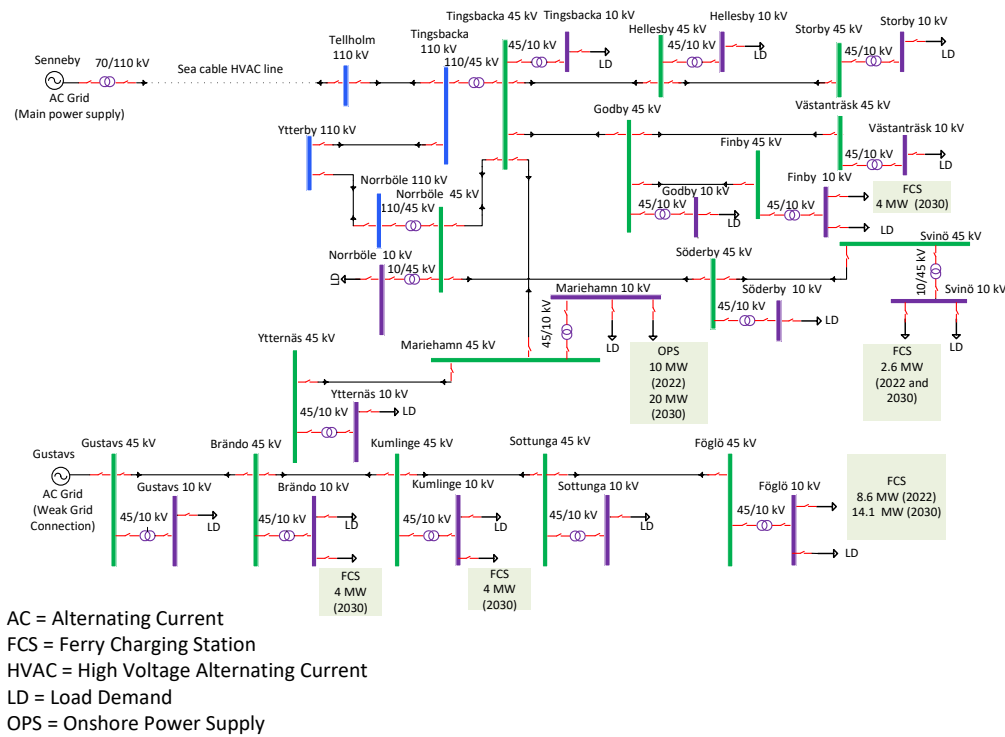 Senneby
AC Grid
(Main power supply)
70/110 kV
Sea cable HVAC line
Tellholm
110 kV
Tingsbacka
110 kV
110/45 kV
Tingsbacka 45 kV
Tingsbacka 10 kV
45/10 kV
LD
Hellesby 45 kV
Hellesby 10 kV
45/10 kV
LD
Storby 45 kV
Storby 10 kV
45/10 kV
LD
Ytterby 110 kV
Godby 45 kV
Västanträsk 45 kV
Västanträsk 10 kV
45/10 kV
LD
Finby 45 kV
Finby 10 kV
45/10 kV
LD
FCS
4 MW (2030)
Godby 10 kV
45/10 kV
LD
Norrböle 110 kV
110/45 kV
Norrböle
45 kV
Norrböle 10 kV
10/45 kV
LD
Söderby 45 kV
Söderby 10 kV
45/10 kV
LD
Svinö 45 kV
10/45 kV
Svinö 10 kV
LD
FCS
2.6 MW
(2022 and
2030)
Mariehamn 10 kV
45/10 kV
LD
OPS
10 MW
(2022)
20 MW
(2030)
Mariehamn 45 kV
Ytternäs 45 kV
Ytternäs 10 kV
45/10 kV
LD
Gustavs
AC Grid
(Weak Grid
Connection)
Gustavs 45 kV
Gustavs 10 kV
45/10 kV
LD
Brändo 45 kV
Brändo 10 kV
45/10 kV
LD
FCS
4 MW
(2030)
Kumlinge 45 kV
Kumlinge 10 kV
45/10 kV
LD
FCS
4 MW
(2030)
Sottunga 45 kV
Sottunga 10 kV
45/10 kV
LD
Föglö 45 kV
Föglö 10 kV
45/10 kV
LD
FCS
8.6 MW (2022)
14.1 MW (2030)
AC = Alternating Current
FCS = Ferry Charging Station
HVAC = High Voltage Alternating Current
LD = Load Demand
OPS = Onshore Power Supply